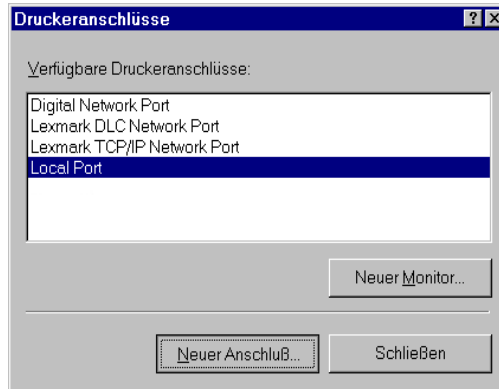 Druckeranschlüsse
Verfügbare Druckeranschlüsse:
Digital Network Port
Lexmark DLC Network Port
Lexmark TCP/IP Network Port
Local Port
Neuer Monitor...
Neuer Anschluß...
Schließen